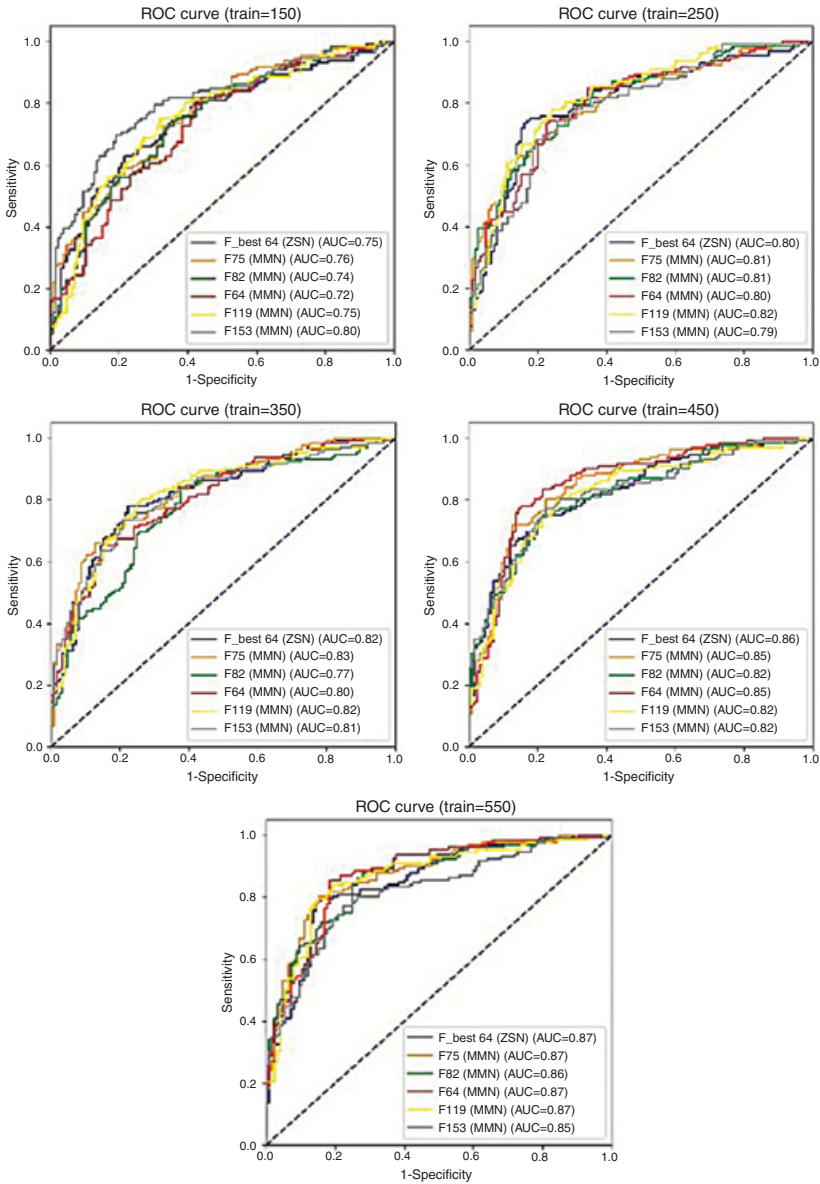 ROC curve (train=150)
1.0
0.8
0.6
0.4
0.2
0.0
Sensitivity
F_best 64 (ZSN) (AUC=0.75)
F75 (MMN) (AUC=0.76)
F82 (MMN) (AUC=0.74)
F64 (MMN) (AUC=0.72)
F119 (MMN) (AUC=0.75)
F153 (MMN) (AUC=0.80)
0.0 0.2 0.4 0.6 0.8 1.0
1-Specificity
ROC curve (train=250)
1.0
0.8
0.6
0.4
0.2
0.0
Sensitivity
F_best 64 (ZSN) (AUC=0.80)
F75 (MMN) (AUC=0.81)
F82 (MMN) (AUC=0.81)
F64 (MMN) (AUC=0.80)
F119 (MMN) (AUC=0.82)
F153 (MMN) (AUC=0.79)
0.0 0.2 0.4 0.6 0.8 1.0
1-Specificity
ROC curve (train=350)
1.0
0.8
0.6
0.4
0.2
0.0
Sensitivity
F_best 64 (ZSN) (AUC=0.82)
F75 (MMN) (AUC=0.83)
F82 (MMN) (AUC=0.77)
F64 (MMN) (AUC=0.80)
F119 (MMN) (AUC=0.82)
F153 (MMN) (AUC=0.81)
0.0 0.2 0.4 0.6 0.8 1.0
1-Specificity
ROC curve (train=450)
1.0
0.8
0.6
0.4
0.2
0.0
Sensitivity
F_best 64 (ZSN) (AUC=0.86)
F75 (MMN) (AUC=0.85)
F82 (MMN) (AUC=0.82)
F64 (MMN) (AUC=0.85)
F119 (MMN) (AUC=0.82)
F153 (MMN) (AUC=0.82)
0.0 0.2 0.4 0.6 0.8 1.0
1-Specificity
ROC curve (train=550)
1.0
0.8
0.6
0.4
0.2
0.0
Sensitivity
F_best 64 (ZSN) (AUC=0.87)
F75 (MMN) (AUC=0.87)
F82 (MMN) (AUC=0.86)
F64 (MMN) (AUC=0.87)
F119 (MMN) (AUC=0.87)
F153 (MMN) (AUC=0.85)
0.0 0.2 0.4 0.6 0.8 1.0
1-Specificity